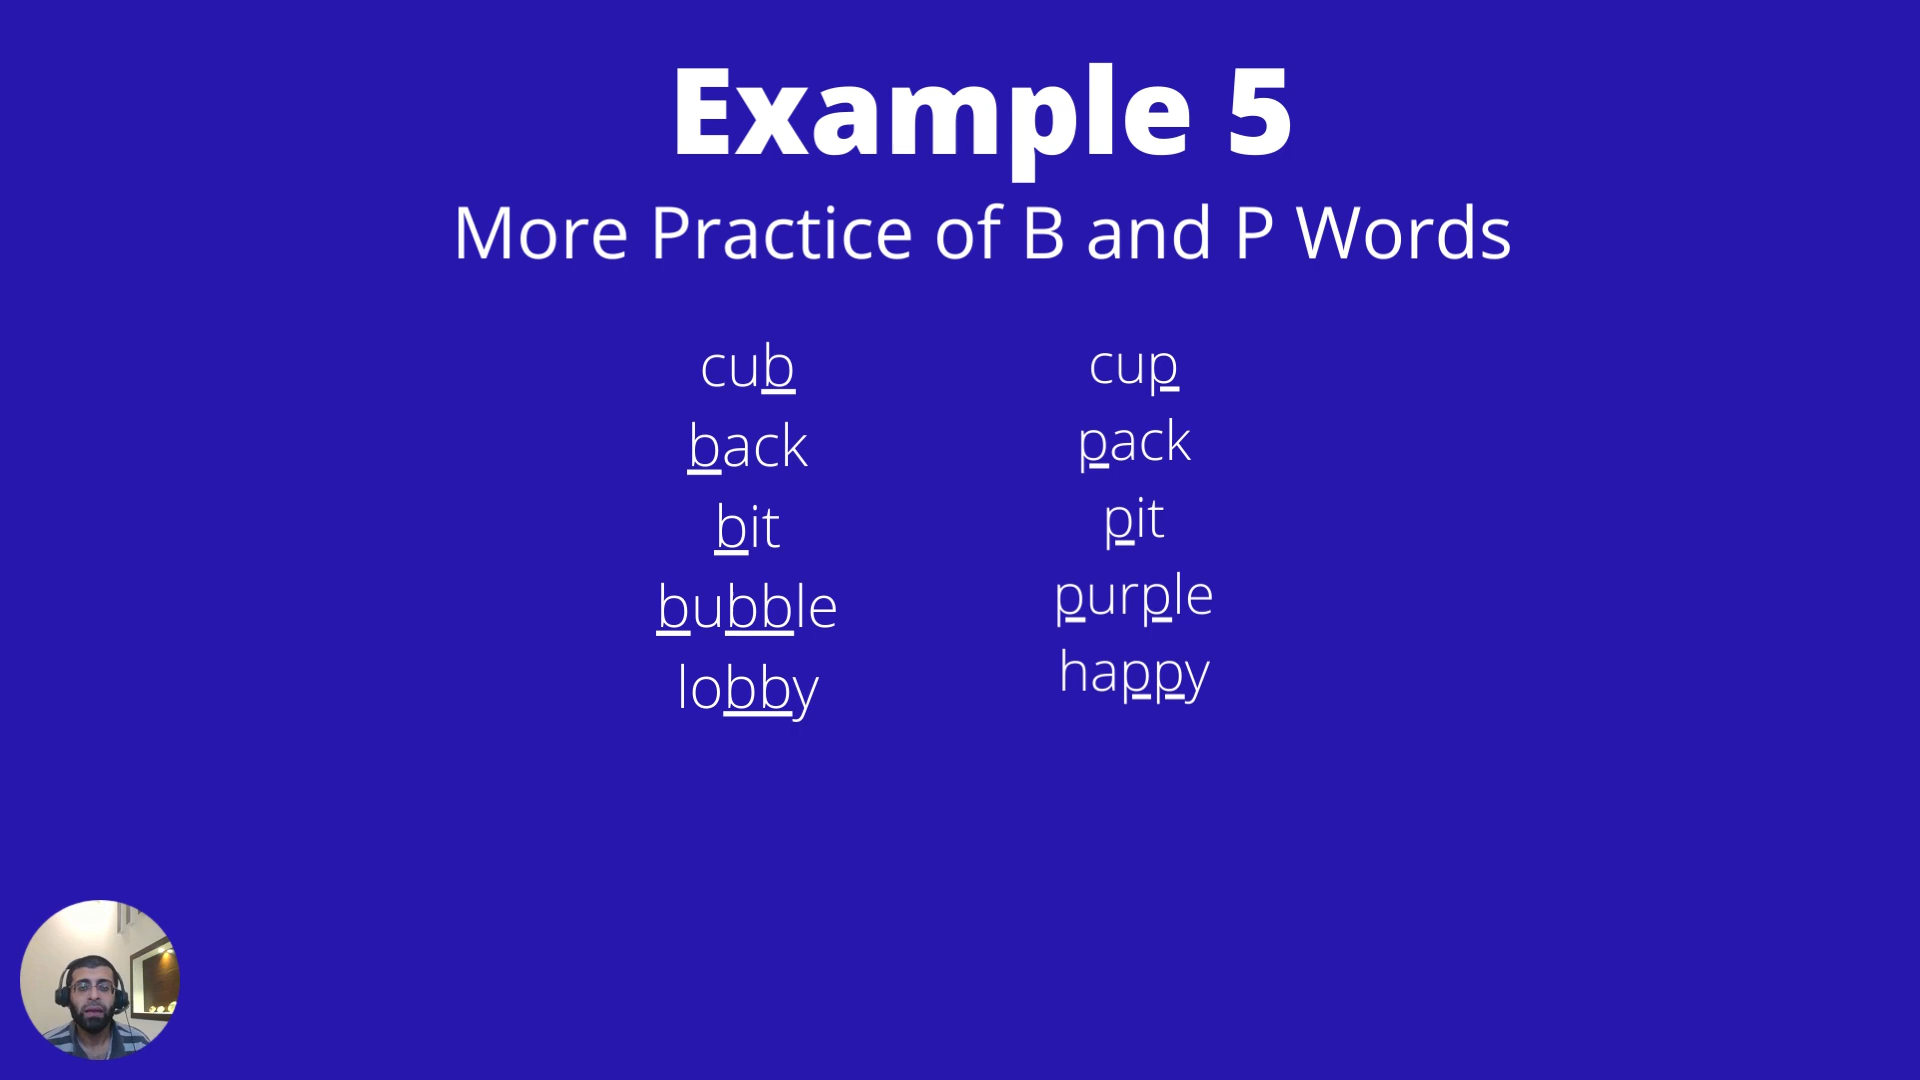 Example 5
More Practice of B and P Words
cub
back
bit
bubble
lobby
cup
pack
pit
purple
happy